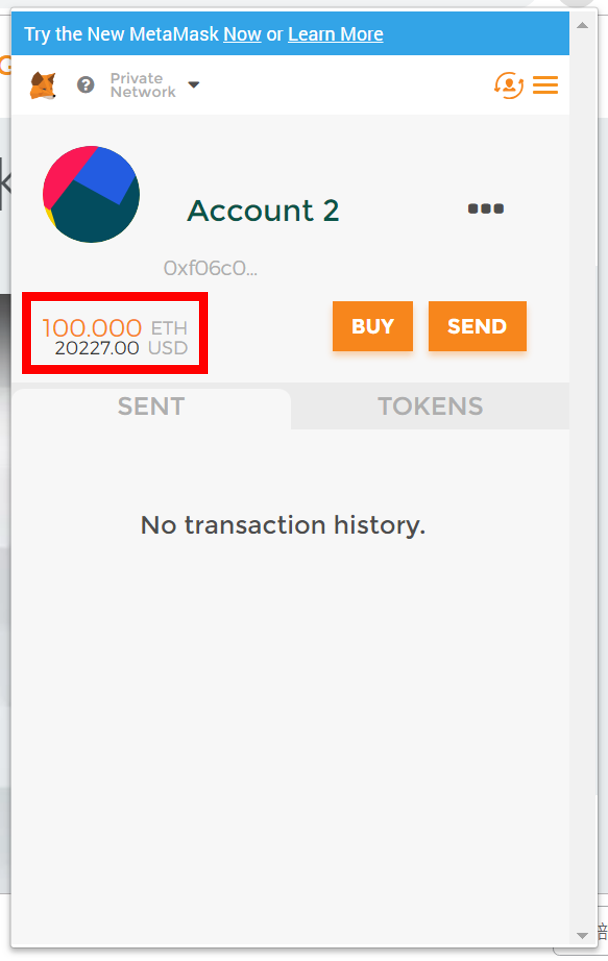 Try the New MetaMask Now or Learn More
Private
Network
Account 2
0xf06c0...
100.000 ETH
20227.00 USD
BUY
SEND
SENT
TOKENS
No transaction history.